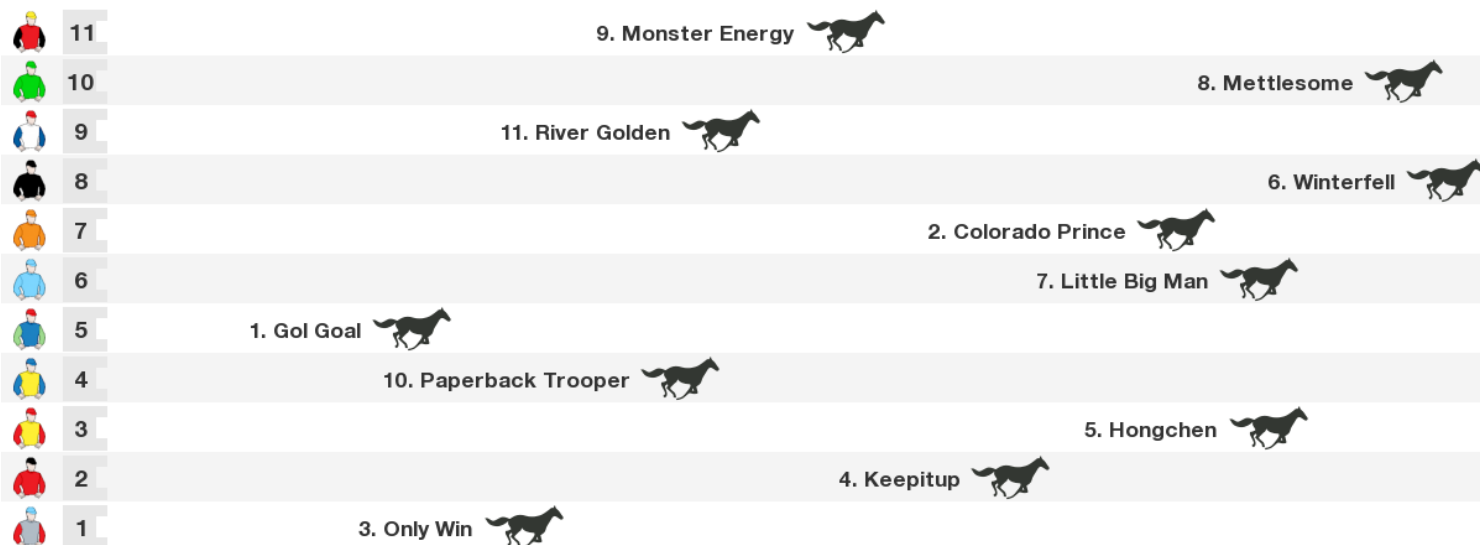 11 9. Monster Energy
10 8. Mettlesome
9 11. River Golden
8 6. Winterfell
7 2. Colorado Prince
6 7. Little Big Man
5 1. Gol Goal
4 10. Paperback Trooper
3 5. Hongchen
2 4. Keepitup
1 3. Only Win